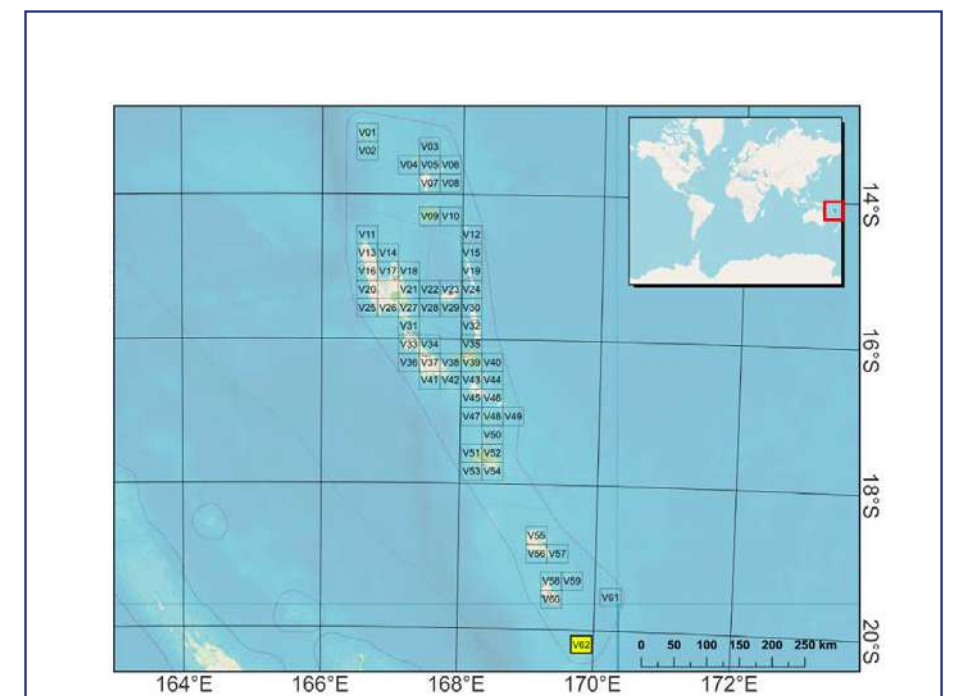 V01
V02 V03
V04 V05 V06
V07 V08
14°S
V09 V10
V11 V12
V13 V14 V15
V16 V17 V18 V19
V20 V21 V22 V23 V24
V25 V26 V27 V28 V29 V30
V31 V32
V33 V34 V35
16°S
V36 V37 V38 V39 V40
V41 V42 V43 V44
V45 V46
V47 V48 V49
V50
V51 V52
V53 V54
18°S
V55
V56 V57
V58 V59
V60 V61
V62
20°S
0 50 100 150 200 250 km
164°E 166°E 168°E 170°E 172°E